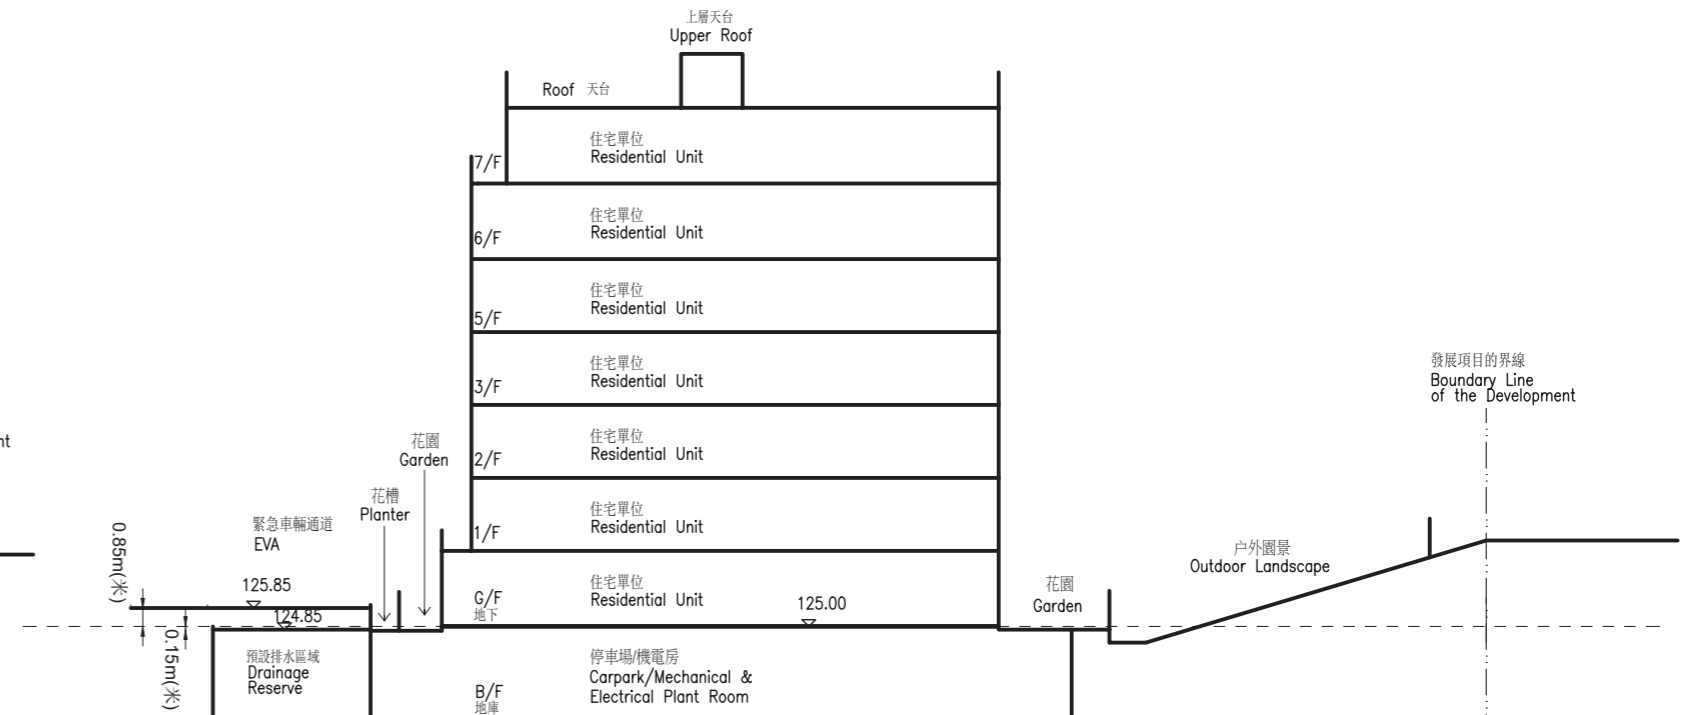 上層天台
Upper Roof
Roof 天台
住宅單位
7/F Residential Unit
住宅單位
6/F Residential Unit
住宅單位
5/F Residential Unit
住宅單位
3/F Residential Unit
住宅單位
2/F Residential Unit
住宅單位
1/F Residential Unit
住宅單位
G/F Residential Unit
地下
125.00
停車場/機電房
Carpark/Mechanical &
Electrical Plant Room
B/F
地庫
nt
花園
Garden
花槽
Planter
緊急車輛通道
EVA
125.85
124.85
0.85m(米)
0.15m(米)
預設排水區域
Drainage
Reserve
花園
Garden
户外園景
Outdoor Landscape
發展項目的界線
Boundary Line
of the Development